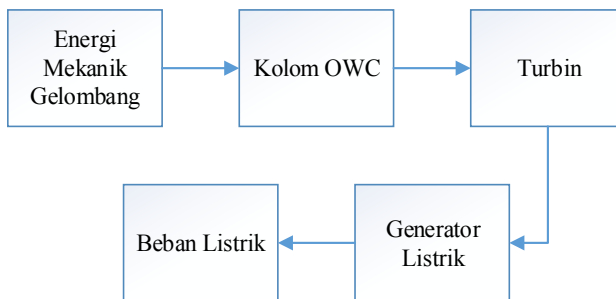 Energi
Mekanik
Gelombang
Kolom OWC
Turbin
Generator
Listrik
Beban Listrik